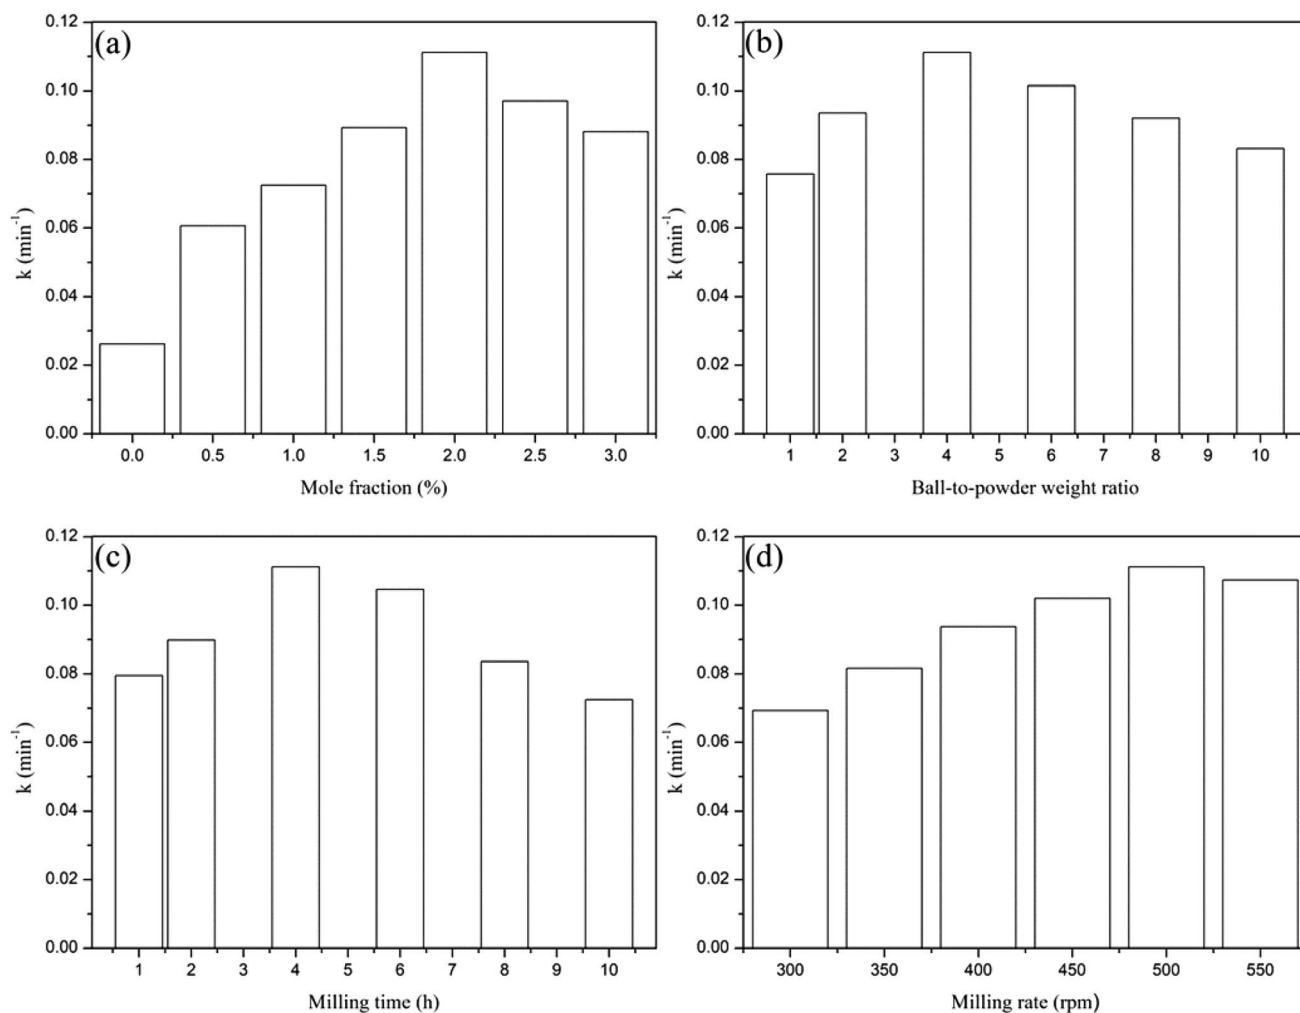 (a)
0.12
0.10
0.08
0.06
0.04
0.02
0.00
k (min⁻¹)
0.0 0.5 1.0 1.5 2.0 2.5 3.0
Mole fraction (%)
(b)
0.12
0.10
0.08
0.06
0.04
0.02
0.00
k (min⁻¹)
1 2 3 4 5 6 7 8 9 10
Ball-to-powder weight ratio
(c)
0.12
0.10
0.08
0.06
0.04
0.02
0.00
k (min⁻¹)
1 2 3 4 5 6 7 8 9 10
Milling time (h)
(d)
0.12
0.10
0.08
0.06
0.04
0.02
0.00
k (min⁻¹)
300 350 400 450 500 550
Milling rate (rpm)